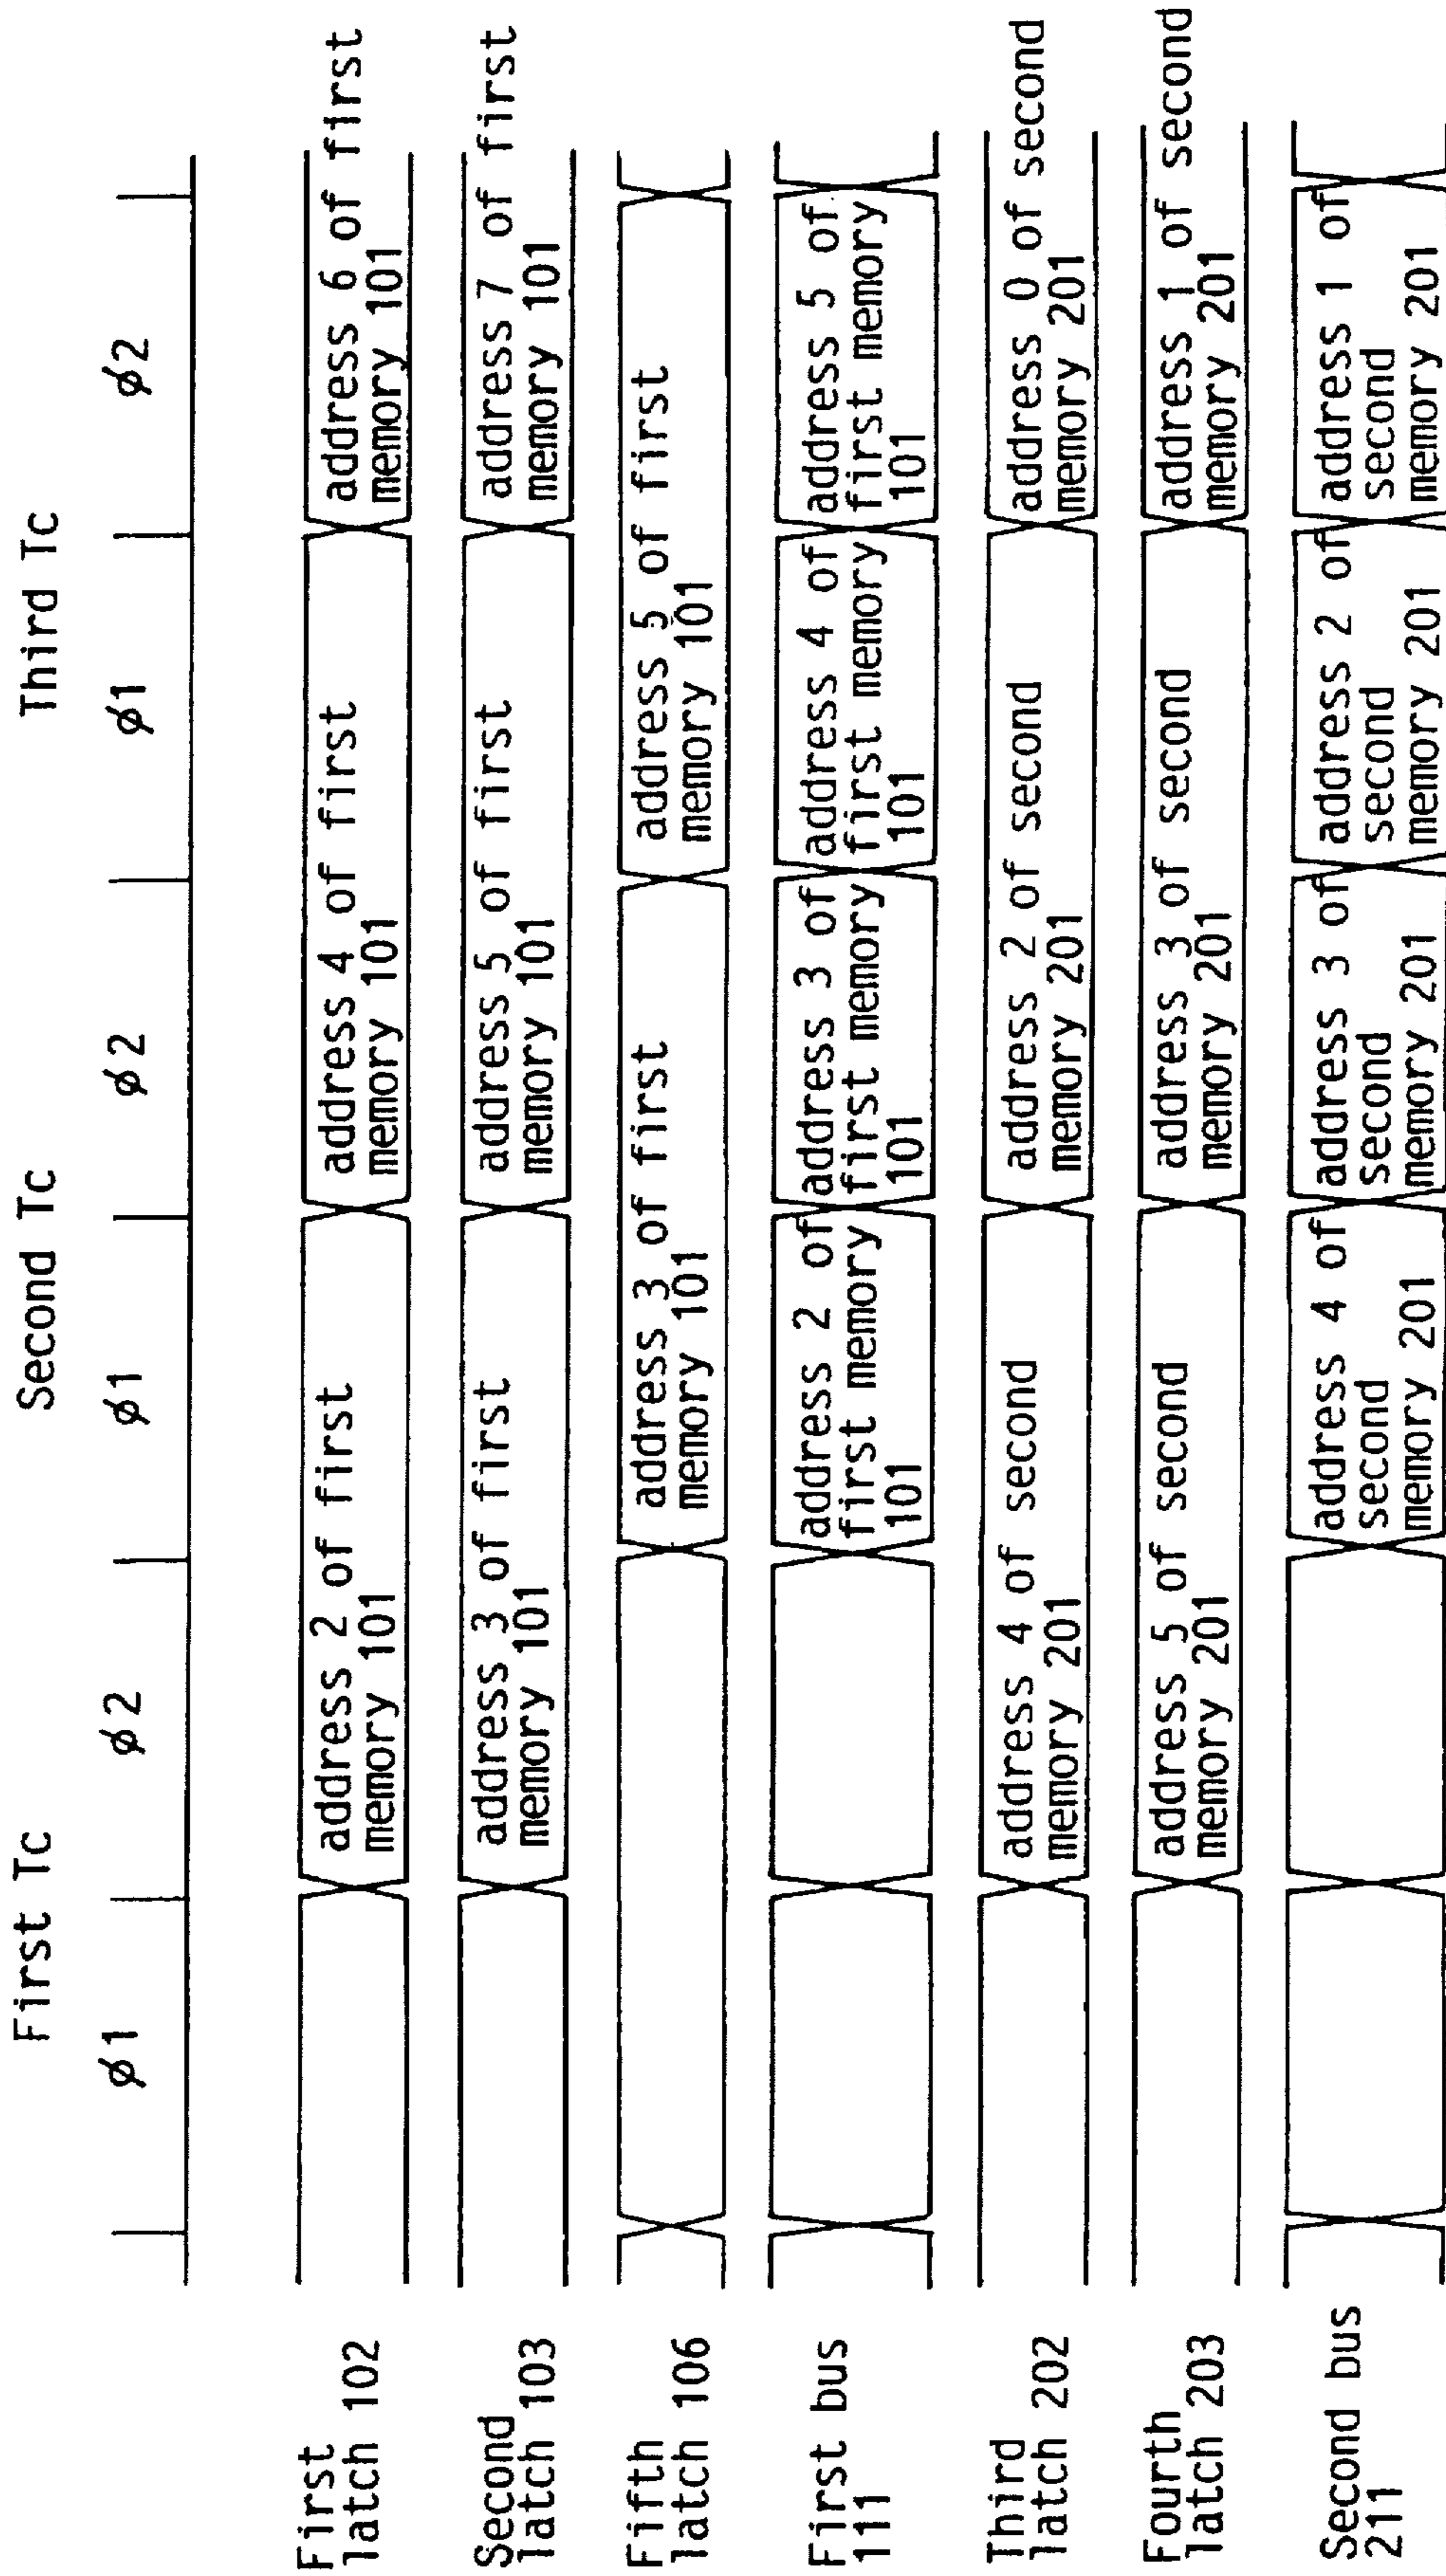 First Tc
Second Tc
Third Tc
ø1
ø2
ø1
ø2
ø1
ø2
First
latch 102
address 2 of first
memory 101
address 4 of first
memory 101
address 6 of first
memory 101
Second
latch 103
address 3 of first
memory 101
address 5 of first
memory 101
address 7 of first
memory 101
Fifth
latch 106
address 3 of first
memory 101
address 5 of first
memory 101
First bus
111
address 2 of
first memory
101
address 3 of
first memory
101
address 4 of
first memory
101
address 5 of
first memory
101
Third
latch 202
address 4 of second
memory 201
address 2 of second
memory 201
address 0 of second
memory 201
Fourth
latch 203
address 5 of second
memory 201
address 3 of second
memory 201
address 1 of second
memory 201
Second bus
211
address 4 of
second
memory 201
address 3 of
second
memory 201
address 2 of
second
memory 201
address 1 of
second
memory 201